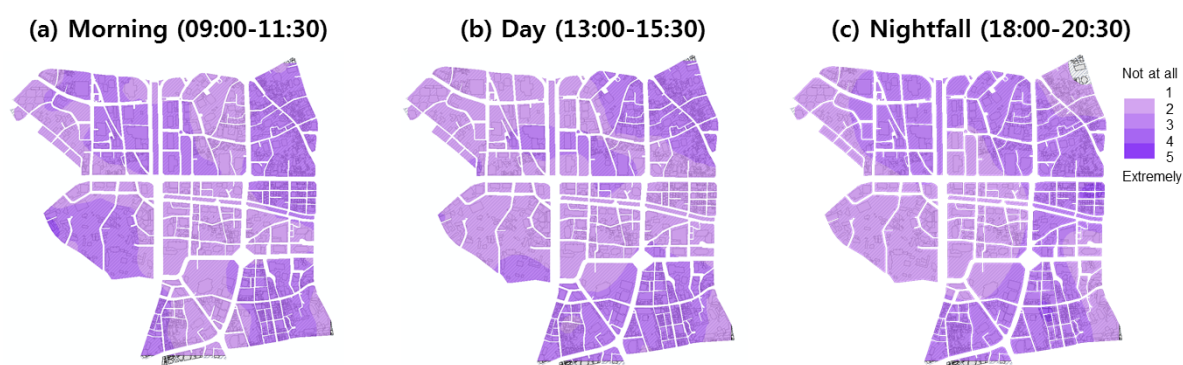 (a) Morning (09:00-11:30)
(b) Day (13:00-15:30)
(c) Nightfall (18:00-20:30)
Not at all
1
2
3
4
5
Extremely